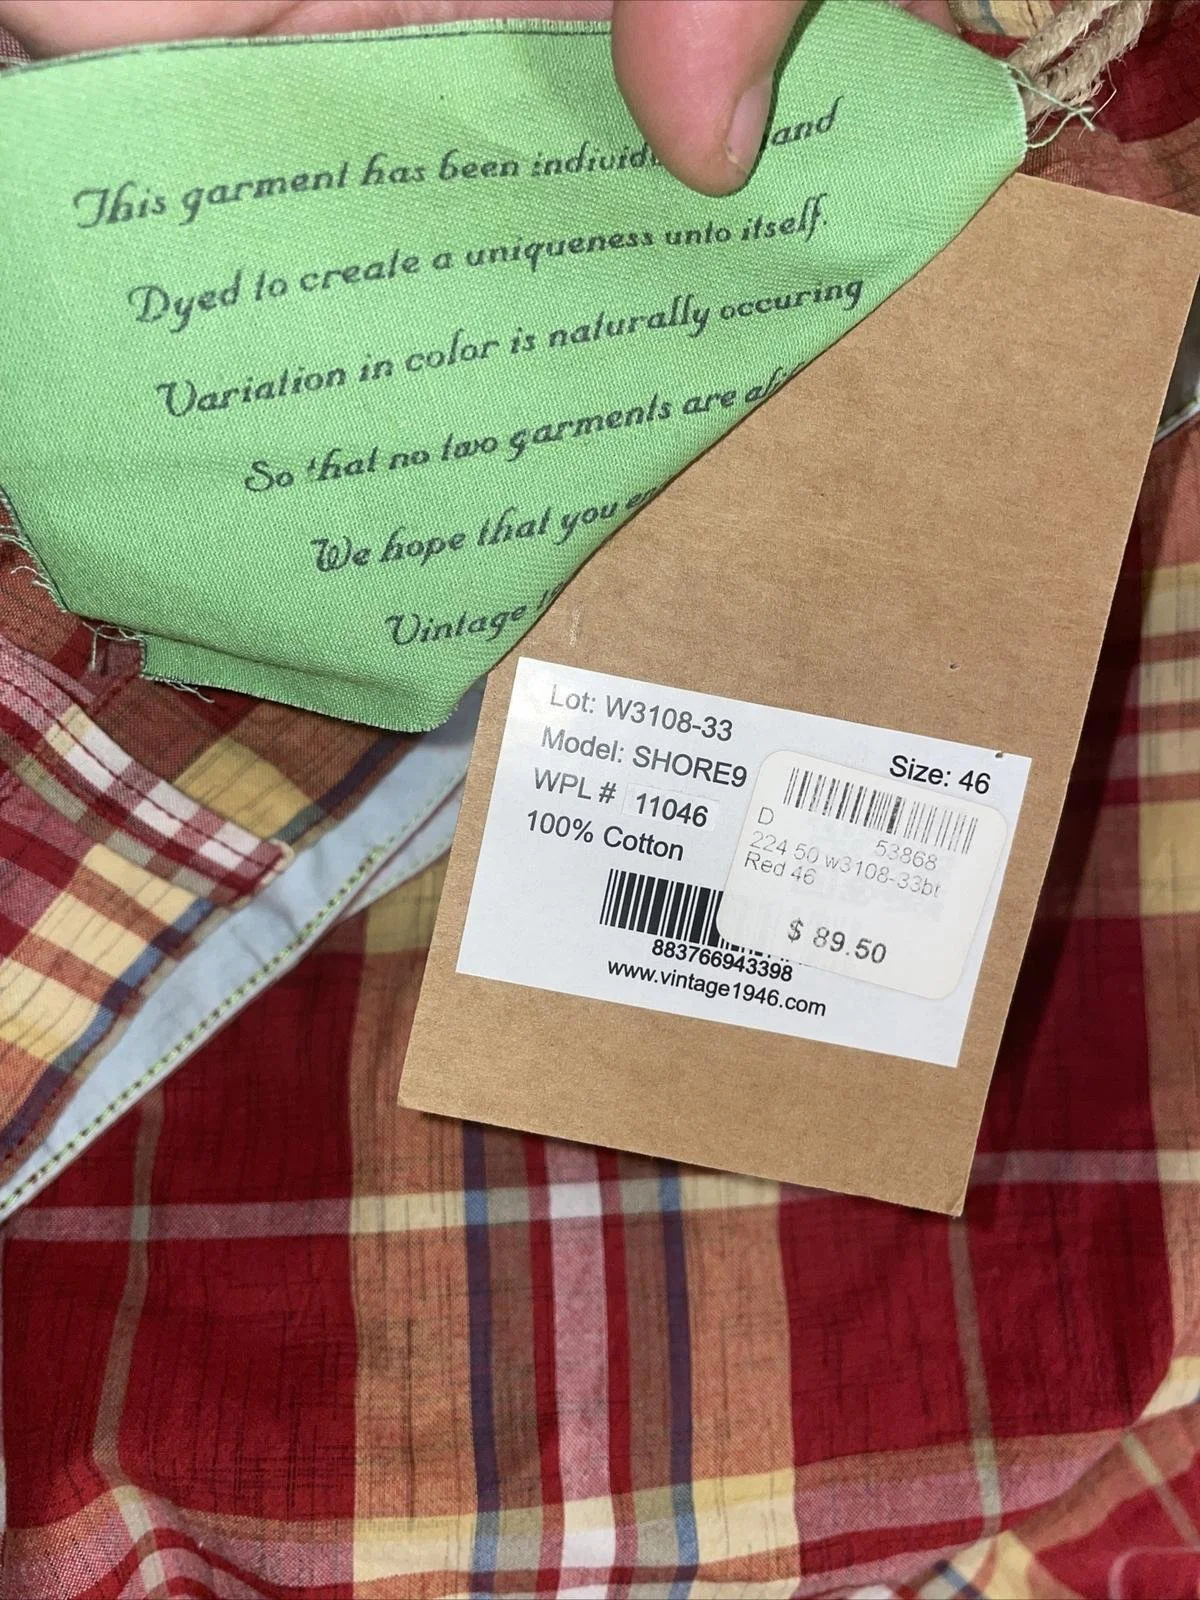 This garment has been and
Dyed to create a uniqueness unto itself.
Variation in color is naturally occuring
So that no two garments are
We hope that you
Vintage
Lot: W3108-33
Model: SHORE9
Size: 46
WPL # 11046
100% Cotton
883766943398
www.vintage1946.com
53868
D
224 50 w3108-33br
Red 46
$ 89.50